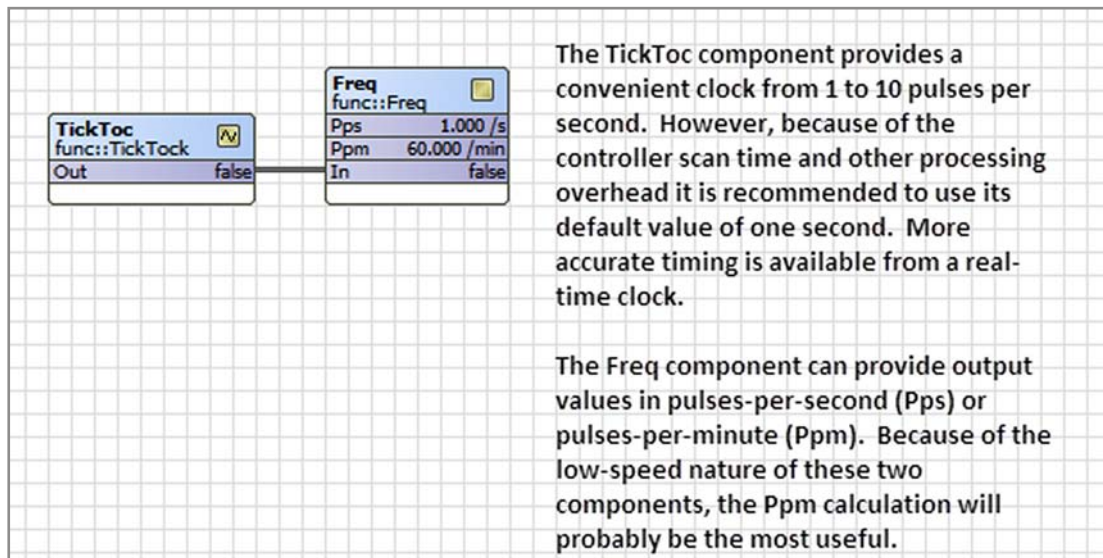 TickToc
func::TickTock
Out false
Freq
func::Freq
Pps 1.000 /s
Ppm 60.000 /min
In false
The TickToc component provides a
convenient clock from 1 to 10 pulses per
second.  However, because of the
controller scan time and other processing
overhead it is recommended to use its
default value of one second.  More
accurate timing is available from a real-
time clock.
The Freq component can provide output
values in pulses-per-second (Pps) or
pulses-per-minute (Ppm).  Because of the
low-speed nature of these two
components, the Ppm calculation will
probably be the most useful.